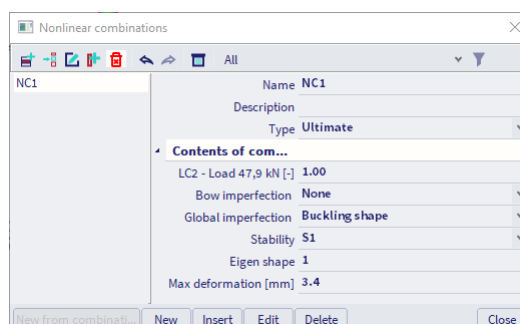 Nonlinear combinations
All
NC1
Name NC1
Description
Type Ultimate
Contents of com...
LC2 - Load 47,9 kN [-] 1.00
Bow imperfection None
Global imperfection Buckling shape
Stability S1
Eigen shape 1
Max deformation [mm] 3.4
New from combinati... New Insert Edit Delete Close